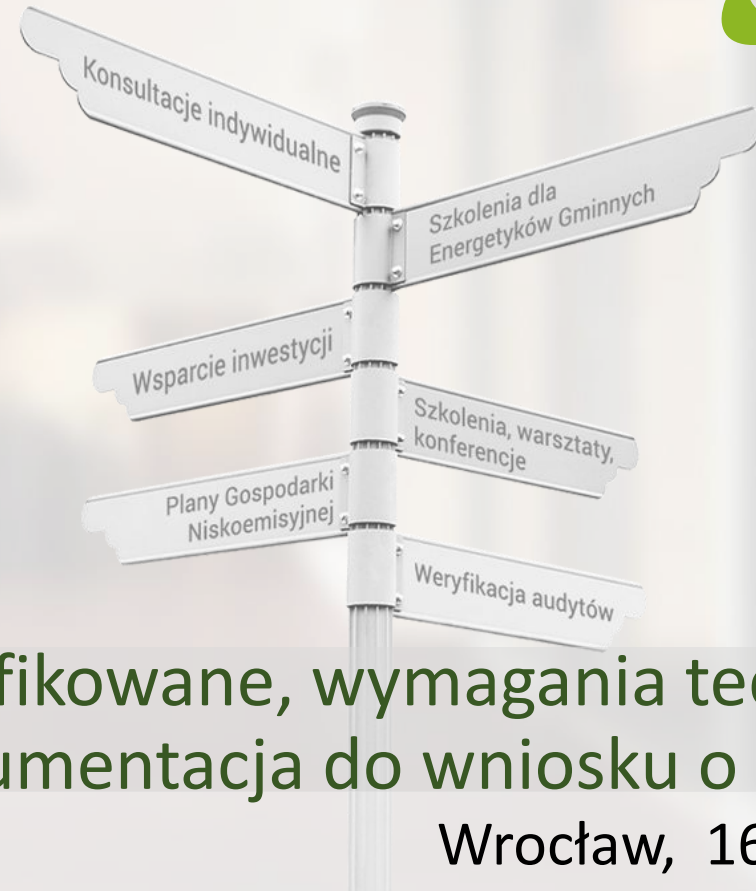 Konsultacje indywidualne
Szkolenia dla
Energetyków Gminnych
Wsparcie inwestycji
Szkolenia, warsztaty,
konferencje
Plany Gospodarki
Niskoemisyjnej
Weryfikacja audytów
fikowane, wymagania tec
umentacja do wniosku o
Wrocław, 16